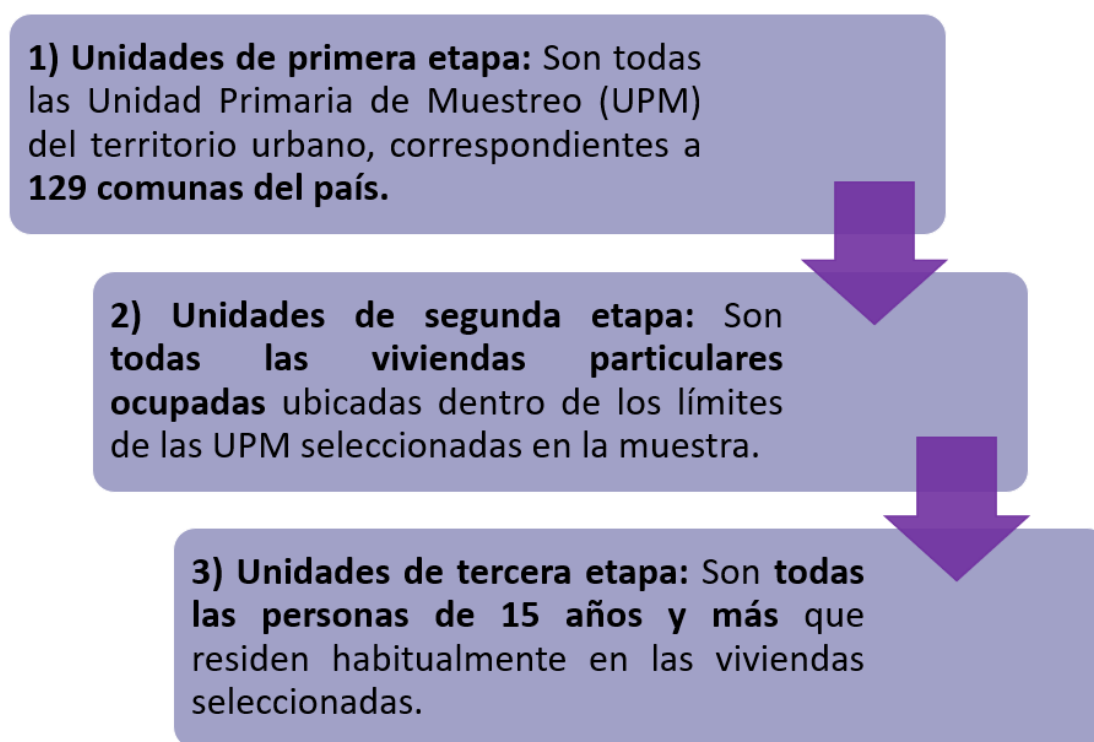 1) Unidades de primera etapa: Son todas
las Unidad Primaria de Muestreo (UPM)
del territorio urbano, correspondientes a
129 comunas del país.
2) Unidades de segunda etapa: Son
todas las viviendas particulares
ocupadas ubicadas dentro de los límites
de las UPM seleccionadas en la muestra.
3) Unidades de tercera etapa: Son todas
las personas de 15 años y más que
residen habitualmente en las viviendas
seleccionadas.